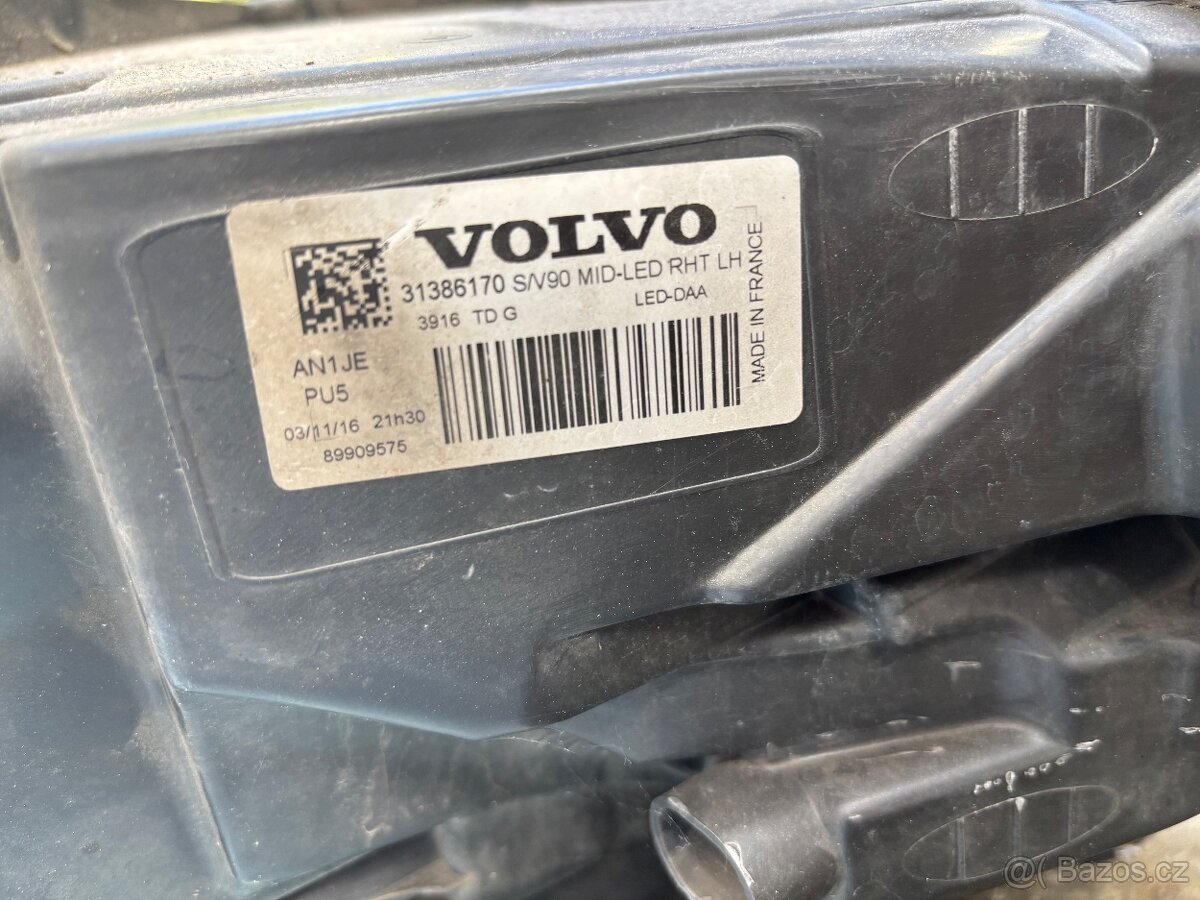 VOLVO
31386170 S/V90 MID-LED RHT LH
3916 TD G LED-DAA
MADE IN FRANCE
AN1JE
PU5
03/11/16 21h30
89909575
@( Bazos.cz